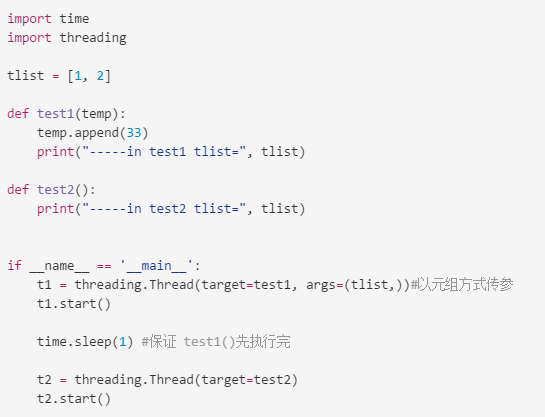 import time
import threading
tlist = [1, 2]
def test1(temp):
    temp.append(33)
    print("-----in test1 tlist=", tlist)
def test2():
    print("-----in test2 tlist=", tlist)
if __name__ == '__main__':
    t1 = threading.Thread(target=test1, args=(tlist,))#以元组方式传参
    t1.start()
    time.sleep(1) #保证 test1()先执行完
    t2 = threading.Thread(target=test2)
    t2.start()